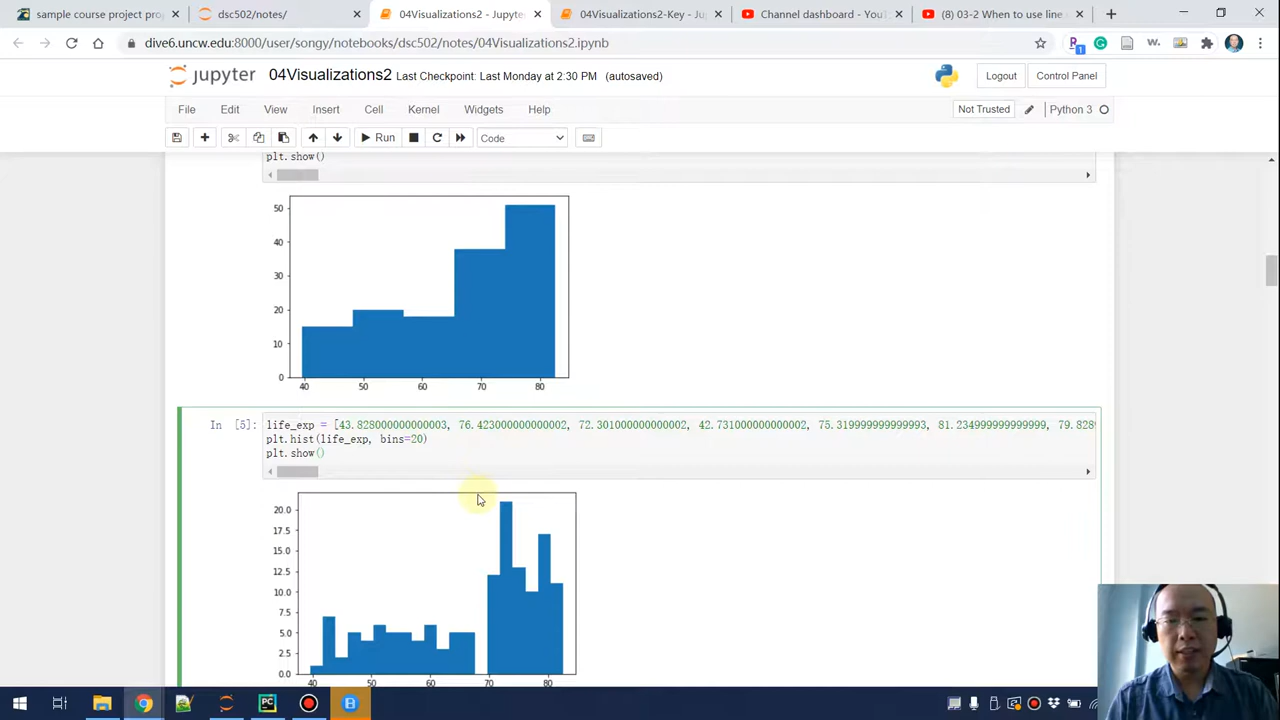 sample course project pro
dsc502/notes/
04Visualizations2 - Jupyter
04Visualizations2-Key - Jup
Channel dashboard - YouT
(8) 03-2 When to use line
dive6.uncw.edu:8000/user/songy/notebooks/dsc502/notes/04Visualizations2.ipynb
jupyter 04Visualizations2 Last Checkpoint: Last Monday at 2:30 PM (autosaved)
Logout Control Panel
File Edit View Insert Cell Kernel Widgets Help
Not Trusted Python 3
Run Code
plt.show()
50
40
30
20
10
0
40 50 60 70 80
In [5]: life_exp = [43.828000000000003, 76.423000000000002, 72.301000000000002, 42.731000000000002, 75.319999999999993, 81.234999999999999, 79.8289
plt.hist(life_exp, bins=20)
plt.show()
20.0
17.5
15.0
12.5
10.0
7.5
5.0
2.5
0.0
40 50 60 70 80